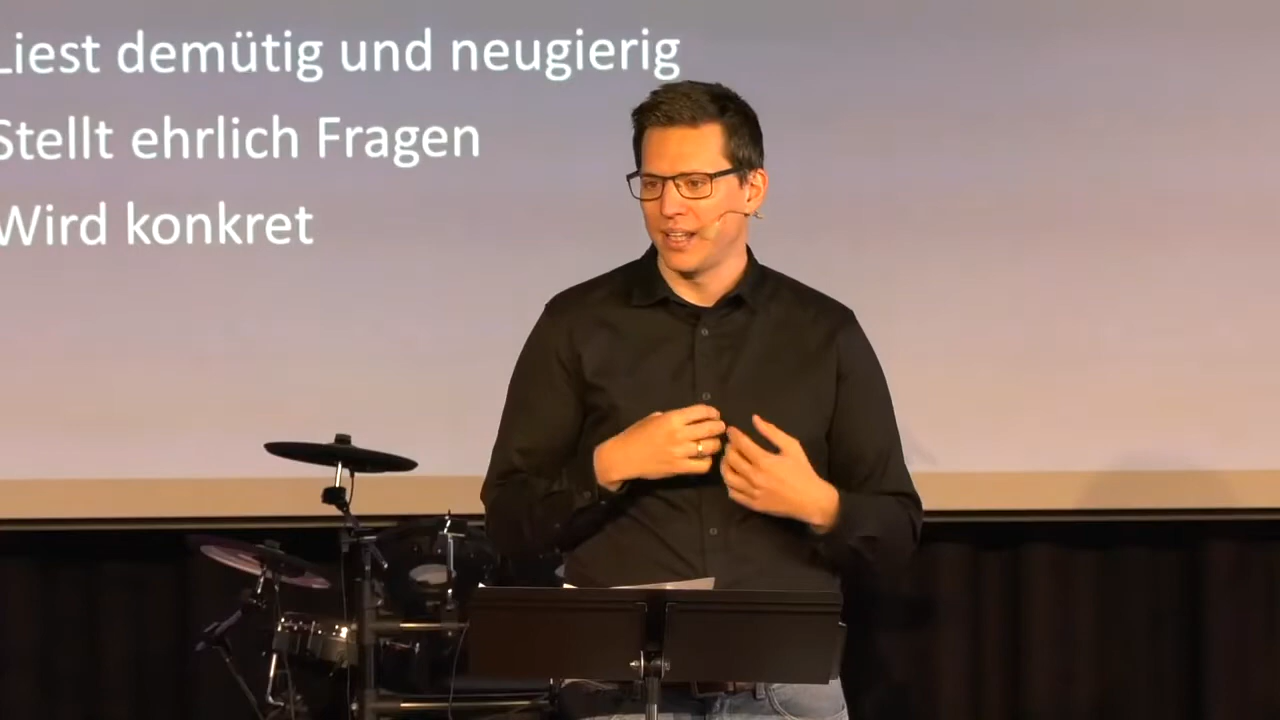 Liest demütig und neugierig
Stellt ehrlich Fragen
Wird konkret